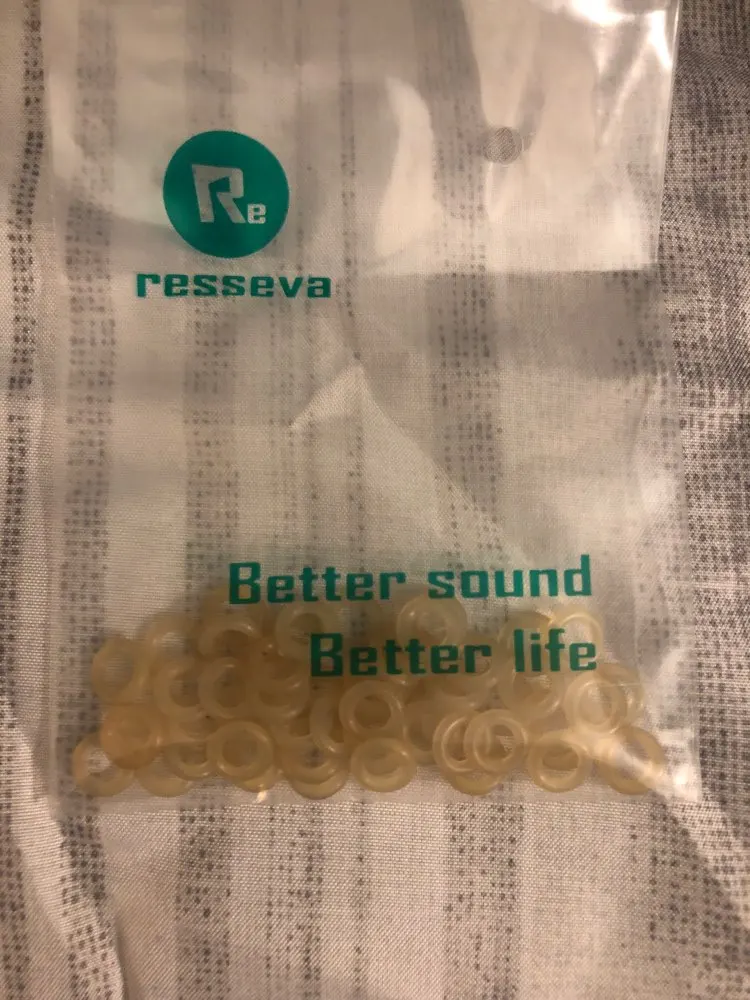 Re
resseva
Better sound
Better life